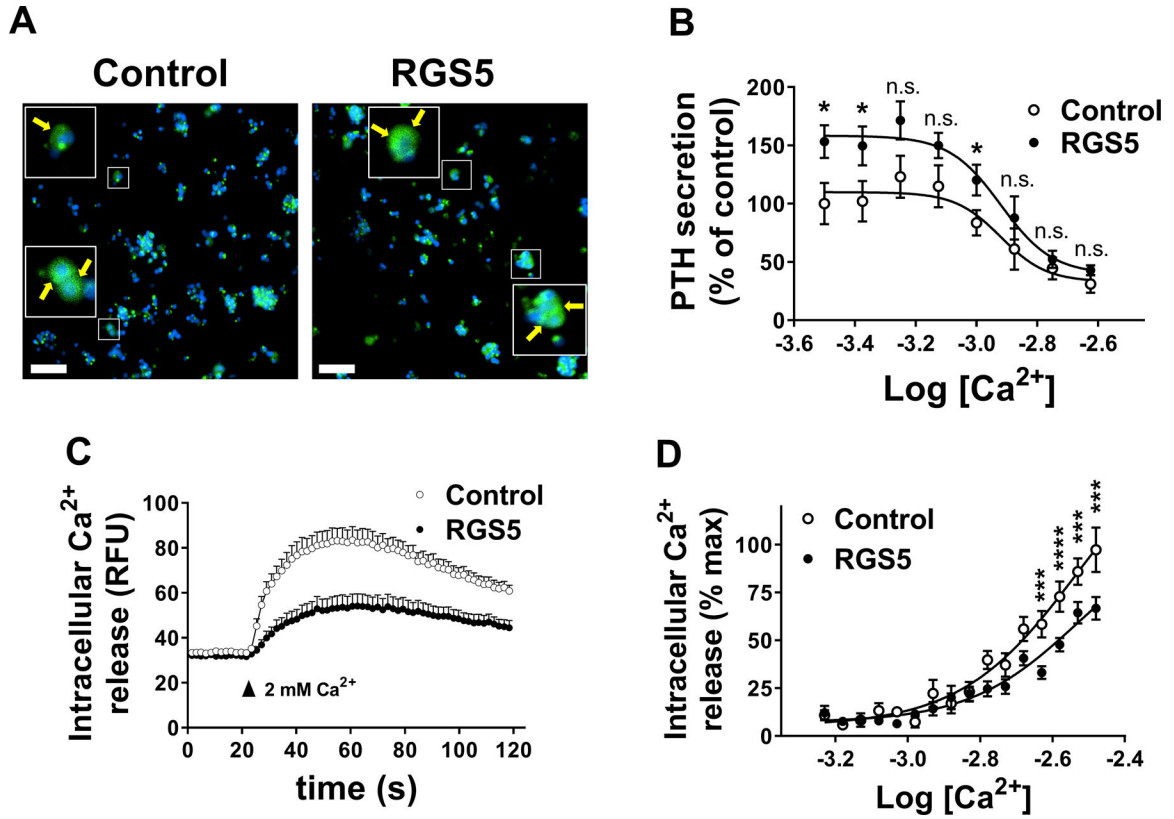 A
Control
RGS5
B
PTH secretion
(% of control)
200
150
100
50
0
* * n.s. n.s. * n.s. n.s. n.s.
Control
RGS5
-3.6 -3.4 -3.2 -3.0 -2.8 -2.6
Log [Ca²⁺]
C
Intracellular Ca²⁺
release (RFU)
100
80
60
40
20
0
Control
RGS5
2 mM Ca²⁺
0 20 40 60 80 100 120
time (s)
D
Intracellular Ca²⁺
release (% max)
100
75
50
25
0
Control
RGS5
*** **** *** ***
-3.2 -3.0 -2.8 -2.6 -2.4
Log [Ca²⁺]